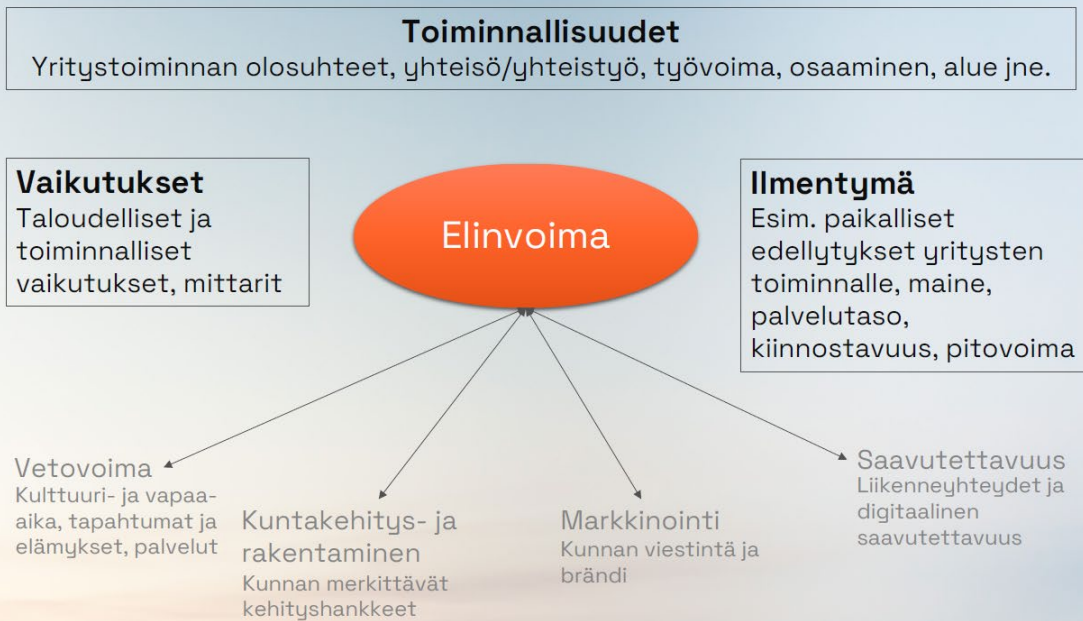 Toiminnallisuudet
Yritystoiminnan olosuhteet, yhteisö/yhteistyö, työvoima, osaaminen, alue jne.
Vaikutukset
Taloudelliset ja
toiminnalliset
vaikutukset, mittarit
Elinvoima
Ilmentymä
Esim. paikalliset
edellytykset yritysten
toiminnalle, maine,
palvelutaso,
kiinnostavuus, pitovoima
Vetovoima
Kulttuuri- ja vapaa-
aika, tapahtumat ja
elämykset, palvelut
Kuntakehitys- ja
rakentaminen
Kunnan merkittävät
kehityshankkeet
Markkinointi
Kunnan viestintä ja
brändi
Saavutettavuus
Liikenneyhteydet ja
digitaalinen
saavutettavuus